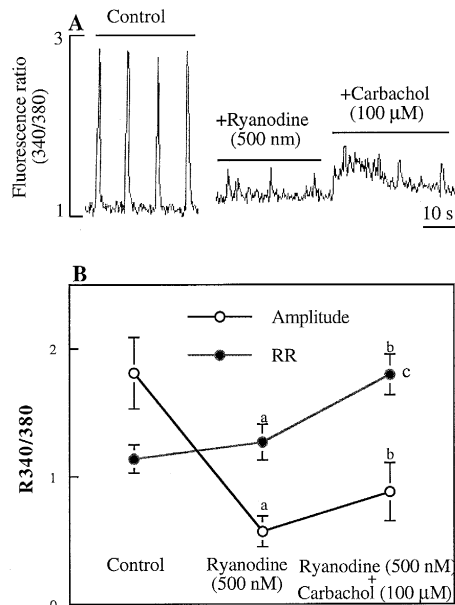 A
Control
3
Fluorescence ratio
(340/380)
+Ryanodine
(500 nm)
+Carbachol
(100 µM)
1
10 s
B
Amplitude
RR
2
1
0
R340/380
a
a
b
c
b
Control
Ryanodine
(500 nM)
Ryanodine (500 nM)
+
Carbachol (100 µM)